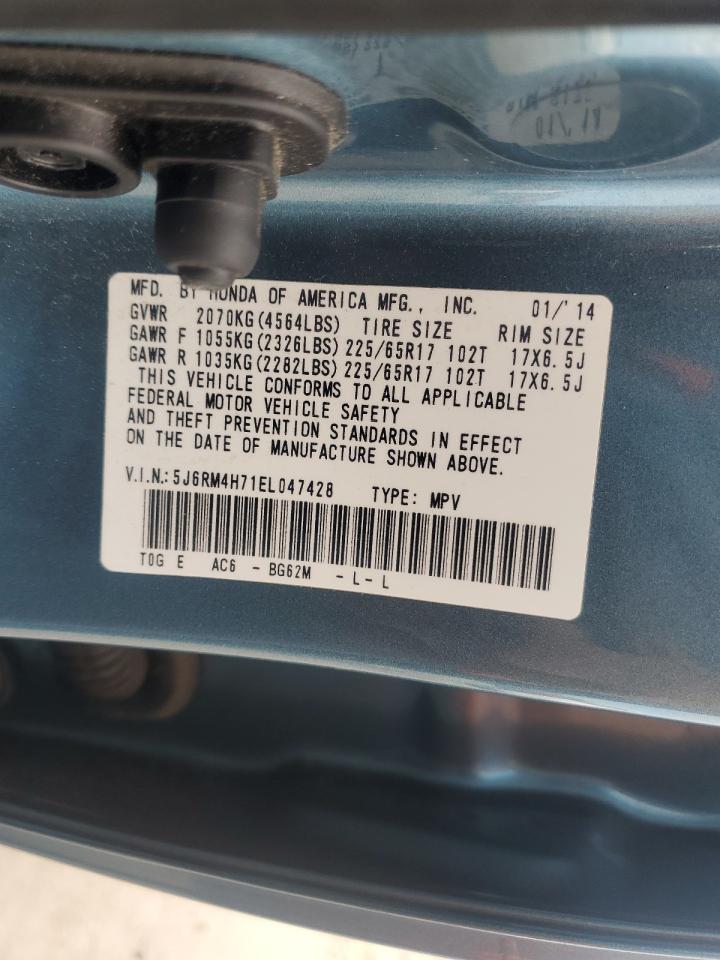 MFD. BY HONDA OF AMERICA MFG., INC. 01/'14
GVWR 2070KG(4564LBS) TIRE SIZE RIM SIZE
GAWR F 1055KG(2326LBS) 225/65R17 102T 17X6.5J
GAWR R 1035KG(2282LBS) 225/65R17 102T 17X6.5J
THIS VEHICLE CONFORMS TO ALL APPLICABLE
FEDERAL MOTOR VEHICLE SAFETY
AND THEFT PREVENTION STANDARDS IN EFFECT
ON THE DATE OF MANUFACTURE SHOWN ABOVE.
V.I.N.: 5J6RM4H71EL047428 TYPE: MPV
T0G E AC6 - BG62M - L - L